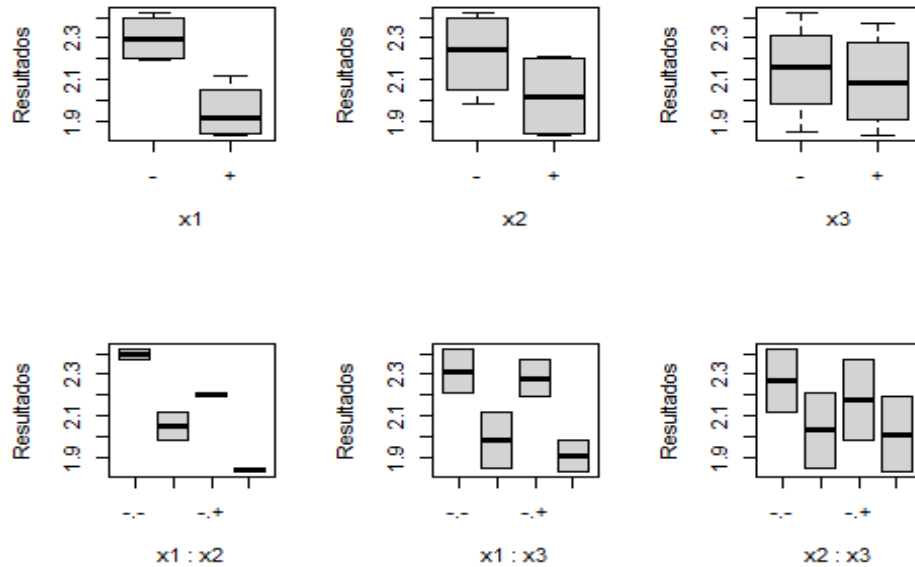 Resultados
2.3
2.1
1.9
- +
x1
Resultados
2.3
2.1
1.9
- +
x2
Resultados
2.3
2.1
1.9
- +
x3
Resultados
2.3
2.1
1.9
-.- -.+
x1 : x2
Resultados
2.3
2.1
1.9
-.- -.+
x1 : x3
Resultados
2.3
2.1
1.9
-.- -.+
x2 : x3